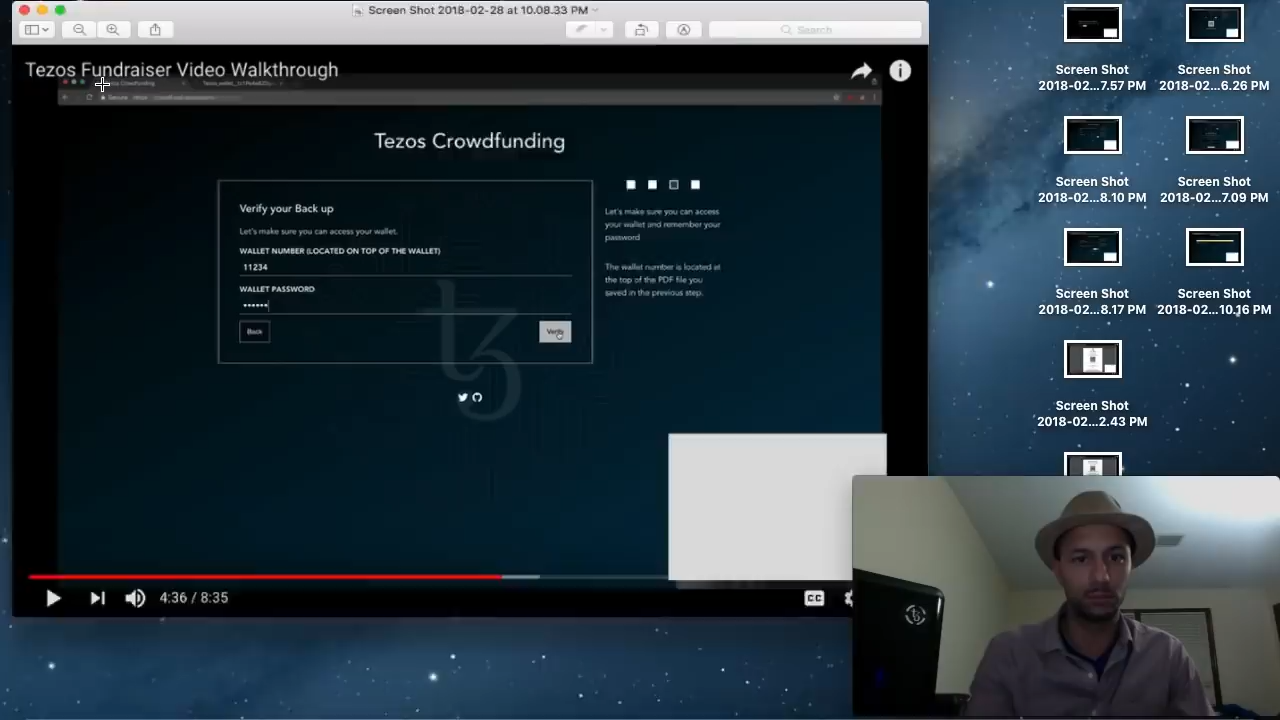 Screen Shot 2018-02-28 at 10.08.33 PM
Search
Tezos Fundraiser Video Walkthrough
Tezos Crowdfunding
Verify your Back up
Let's make sure you can access your wallet.
WALLET NUMBER (LOCATED ON TOP OF THE WALLET)
11234
WALLET PASSWORD
••••••
Back
Verify
Let's make sure you can access
your wallet and remember your
password
The wallet number is located at
the top of the PDF file you
saved in the previous step.
4:36 / 8:35
CC
Screen Shot
2018-02...7.57 PM
Screen Shot
2018-02...6.26 PM
Screen Shot
2018-02...8.10 PM
Screen Shot
2018-02...7.09 PM
Screen Shot
2018-02...8.17 PM
Screen Shot
2018-02...10.16 PM
Screen Shot
2018-02...2.43 PM